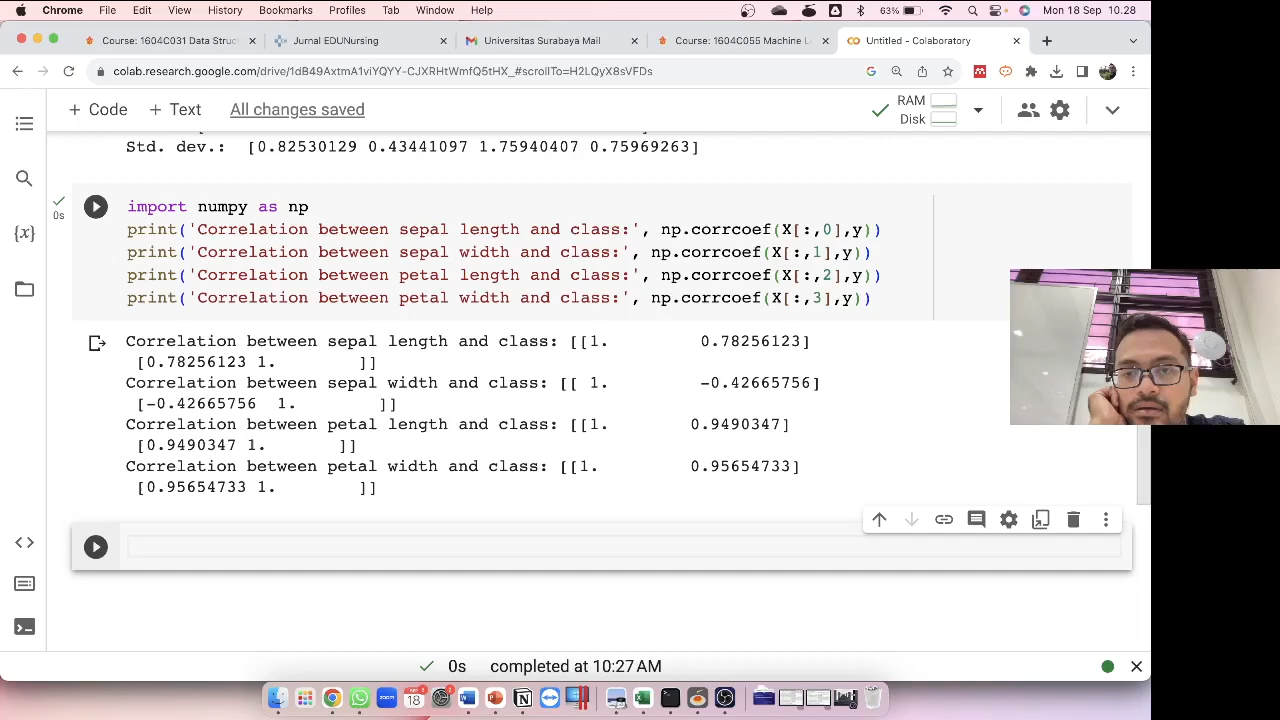 Chrome File Edit View History Bookmarks Profiles Tab Window Help 63% Mon 18 Sep 10.28
Course: 1604C031 Data Struc Jurnal EDUNursing Universitas Surabaya Mail Course: 1604C055 Machine L Untitled - Colaboratory
colab.research.google.com/drive/1dB49AxtmA1viYQYY-CJXRHtWmfQ5tHX_#scrollTo=H2LQyX8sVFDs
+ Code + Text All changes saved RAM
Disk
Std. dev.: [0.82530129 0.43441097 1.75940407 0.75969263]
0s
import numpy as np
print('Correlation between sepal length and class:', np.corrcoef(X[:,0],y))
print('Correlation between sepal width and class:', np.corrcoef(X[:,1],y))
print('Correlation between petal length and class:', np.corrcoef(X[:,2],y))
print('Correlation between petal width and class:', np.corrcoef(X[:,3],y))
Correlation between sepal length and class: [[1. 0.78256123]
[0.78256123 1. ]]
Correlation between sepal width and class: [[ 1. -0.42665756]
[-0.42665756 1. ]]
Correlation between petal length and class: [[1. 0.9490347]
[0.9490347 1. ]]
Correlation between petal width and class: [[1. 0.95654733]
[0.95654733 1. ]]
0s completed at 10:27 AM